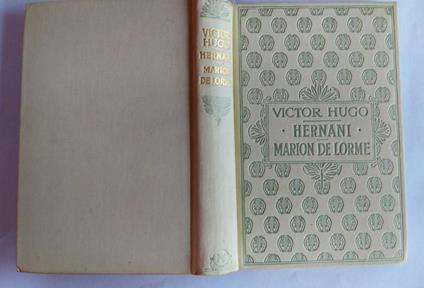 VICTOR
HUGO
HERNANI
MARION
DE LORME
VICTOR HUGO
HERNANI
MARION DE LORME